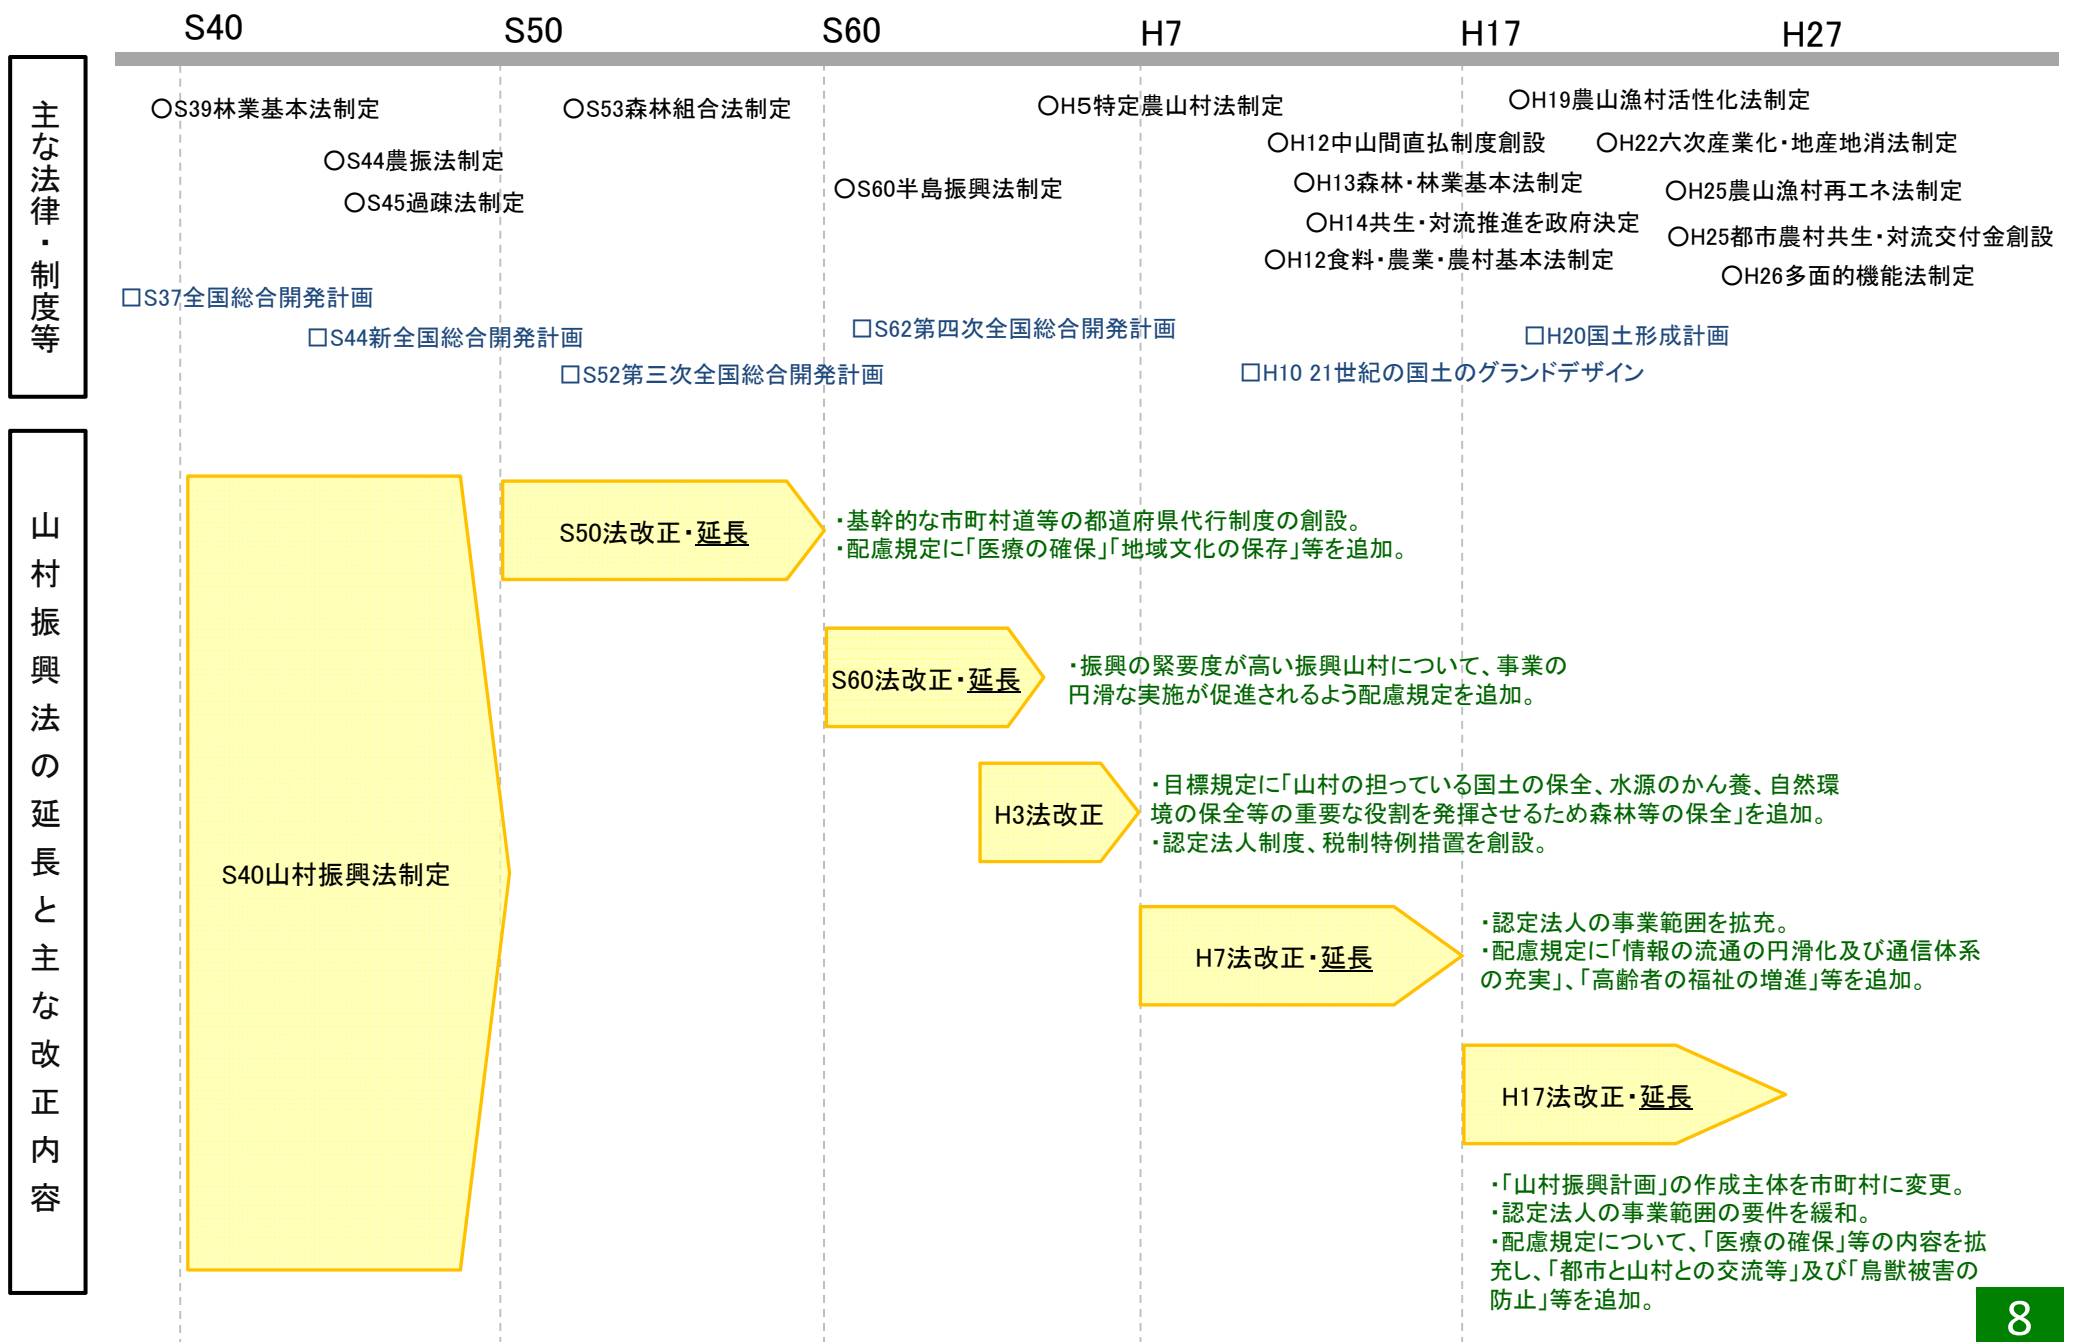 S40
S50
S60
H7
H17
H27
主な法律・制度等
○S39林業基本法制定
○S53森林組合法制定
○H5特定農山村法制定
○H19農山漁村活性化法制定
○H12中山間直払制度創設
○H22六次産業化・地産地消法制定
○S44農振法制定
○S60半島振興法制定
○H13森林・林業基本法制定
○H25農山漁村再エネ法制定
○S45過疎法制定
○H14共生・対流推進を政府決定
○H25都市農村共生・対流交付金創設
○H12食料・農業・農村基本法制定
○H26多面的機能法制定
□S37全国総合開発計画
□S44新全国総合開発計画
□S62第四次全国総合開発計画
□H20国土形成計画
□S52第三次全国総合開発計画
□H10 21世紀の国土のグランドデザイン
山村振興法の延長と主な改正内容
S40山村振興法制定
S50法改正・延長
・基幹的な市町村道等の都道府県代行制度の創設。
・配慮規定に「医療の確保」「地域文化の保存」等を追加。
S60法改正・延長
・振興の緊要度が高い振興山村について、事業の
円滑な実施が促進されるよう配慮規定を追加。
H3法改正
・目標規定に「山村の担っている国土の保全、水源のかん養、自然環
境の保全等の重要な役割を発揮させるため森林等の保全」を追加。
・認定法人制度、税制特例措置を創設。
H7法改正・延長
・認定法人の事業範囲を拡充。
・配慮規定に「情報の流通の円滑化及び通信体系
の充実」、「高齢者の福祉の増進」等を追加。
H17法改正・延長
・「山村振興計画」の作成主体を市町村に変更。
・認定法人の事業範囲の要件を緩和。
・配慮規定について、「医療の確保」等の内容を拡
充し、「都市と山村との交流等」及び「鳥獣被害の
防止」等を追加。
8